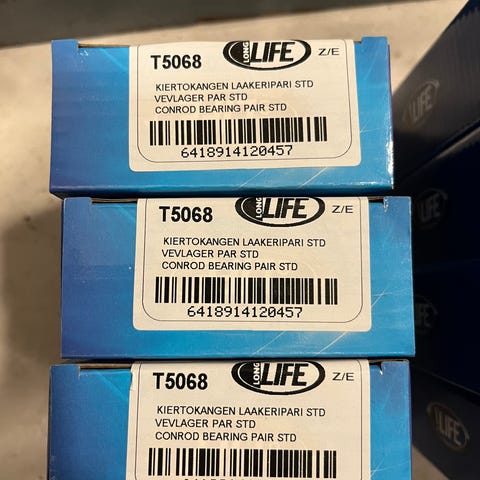 T5068
LONG LIFE
Z/E
KIERTOKANGEN LAAKERIPARI STD
VEVLAGER PAR STD
CONROD BEARING PAIR STD
6418914120457
T5068
LONG LIFE
Z/E
KIERTOKANGEN LAAKERIPARI STD
VEVLAGER PAR STD
CONROD BEARING PAIR STD
6418914120457
T5068
LONG LIFE
Z/E
KIERTOKANGEN LAAKERIPARI STD
VEVLAGER PAR STD
CONROD BEARING PAIR STD
LIFE
LIFE
LIFE
LIFE